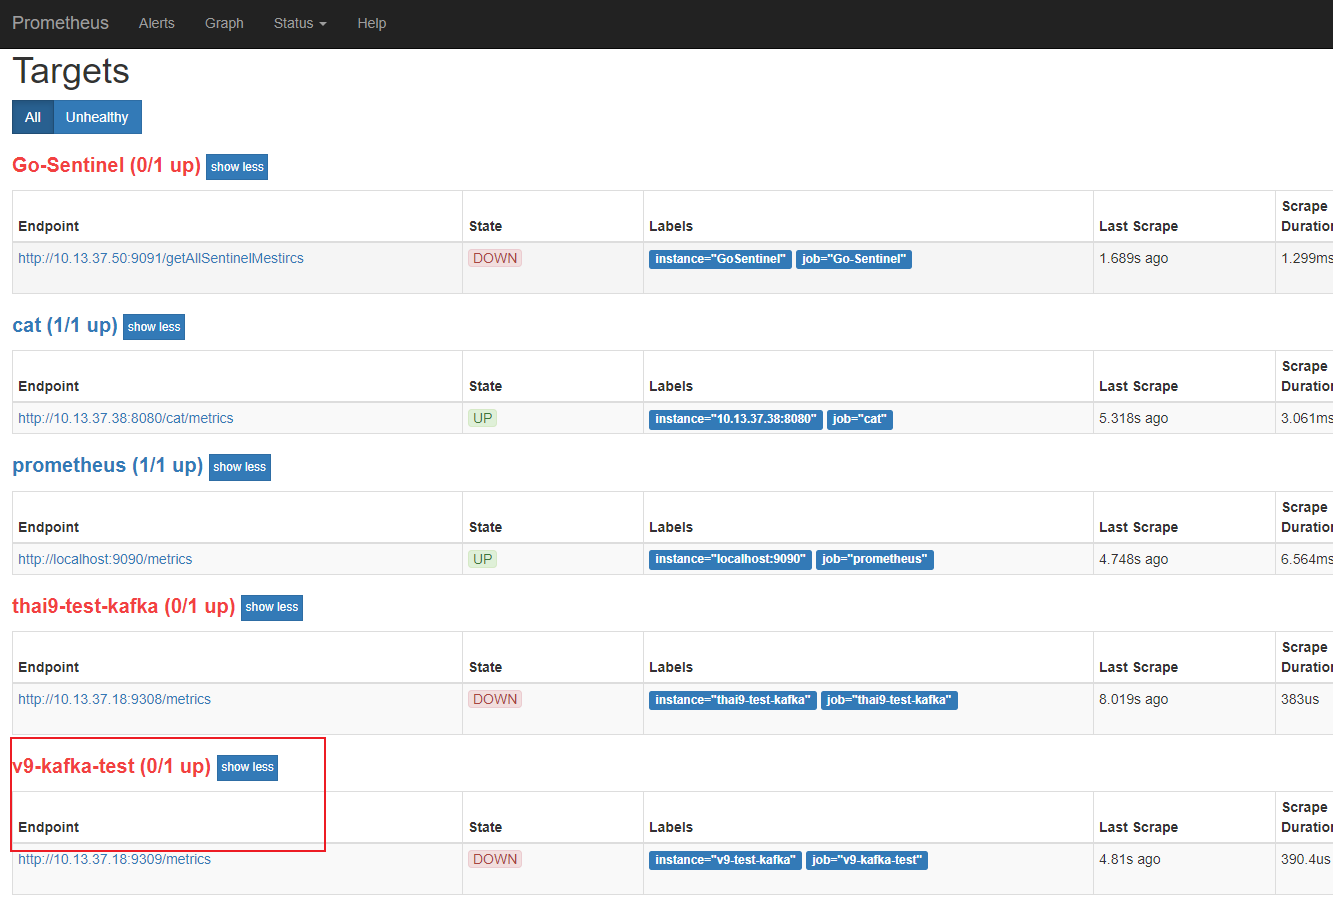 Prometheus Alerts Graph Status Help
Targets
All Unhealthy
Go-Sentinel (0/1 up) show less
Endpoint State Labels Last Scrape Scrape Duration
http://10.13.37.50:9091/getAllSentinelMestircs DOWN instance="GoSentinel" job="Go-Sentinel" 1.689s ago 1.299ms
cat (1/1 up) show less
Endpoint State Labels Last Scrape Scrape Duration
http://10.13.37.38:8080/cat/metrics UP instance="10.13.37.38:8080" job="cat" 5.318s ago 3.061ms
prometheus (1/1 up) show less
Endpoint State Labels Last Scrape Scrape Duration
http://localhost:9090/metrics UP instance="localhost:9090" job="prometheus" 4.748s ago 6.564ms
thai9-test-kafka (0/1 up) show less
Endpoint State Labels Last Scrape Scrape Duration
http://10.13.37.18:9308/metrics DOWN instance="thai9-test-kafka" job="thai9-test-kafka" 8.019s ago 383us
v9-kafka-test (0/1 up) show less
Endpoint State Labels Last Scrape Scrape Duration
http://10.13.37.18:9309/metrics DOWN instance="v9-test-kafka" job="v9-kafka-test" 4.81s ago 390.4us